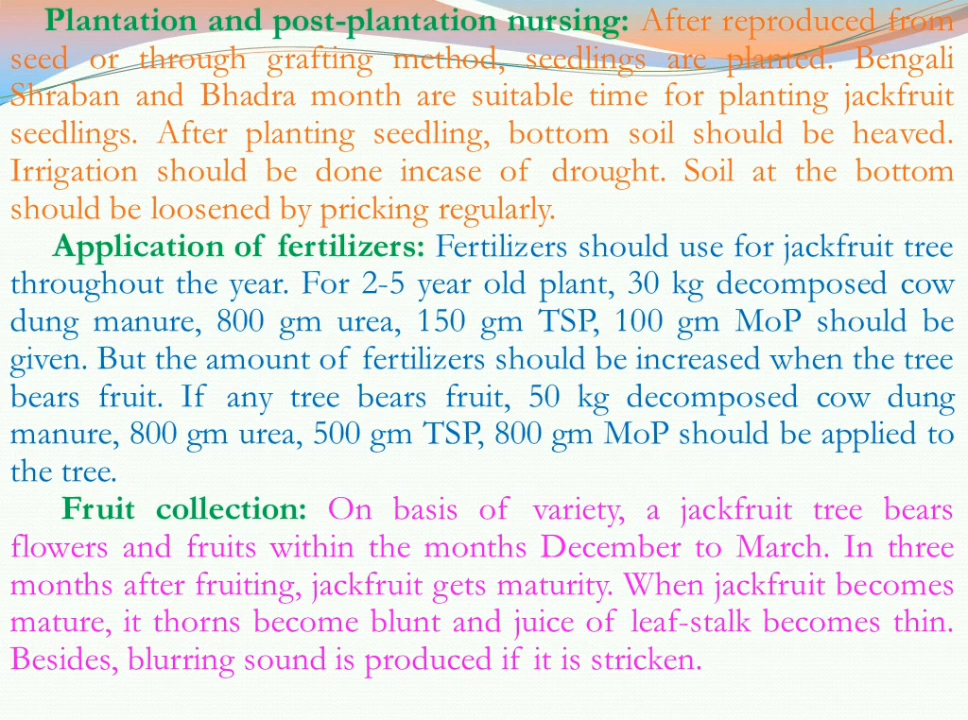 Plantation and post-plantation nursing: After reproduced from
seed or through grafting method, seedlings are planted. Bengali
Shraban and Bhadra month are suitable time for planting jackfruit
seedlings. After planting seedling, bottom soil should be heaved.
Irrigation should be done incase of drought. Soil at the bottom
should be loosened by pricking regularly.
Application of fertilizers: Fertilizers should use for jackfruit tree
throughout the year. For 2-5 year old plant, 30 kg decomposed cow
dung manure, 800 gm urea, 150 gm TSP, 100 gm MoP should be
given. But the amount of fertilizers should be increased when the tree
bears fruit. If any tree bears fruit, 50 kg decomposed cow dung
manure, 800 gm urea, 500 gm TSP, 800 gm MoP should be applied to
the tree.
Fruit collection: On basis of variety, a jackfruit tree bears
flowers and fruits within the months December to March. In three
months after fruiting, jackfruit gets maturity. When jackfruit becomes
mature, it thorns become blunt and juice of leaf-stalk becomes thin.
Besides, blurring sound is produced if it is stricken.